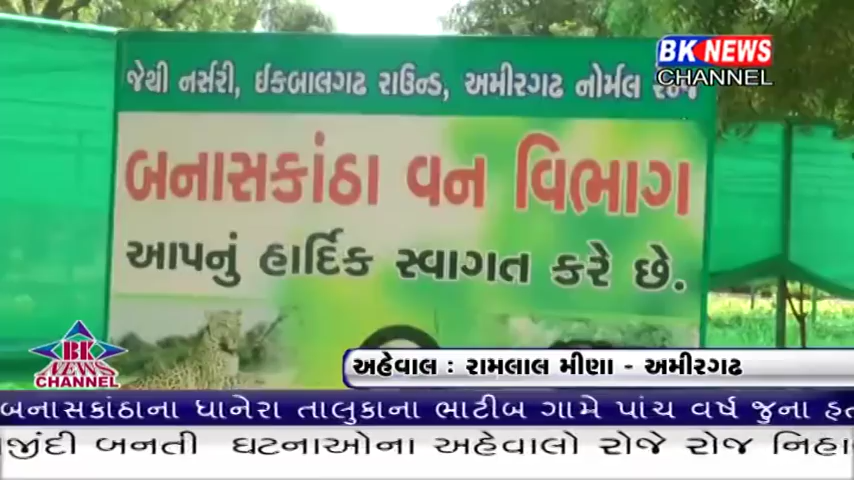 BK NEWS
CHANNEL
જેથી નર્સરી, ઈકબાલગઢ રાઉન્ડ, અમીરગઢ નોર્મલ રેન્જ
બનાસકાંઠા વન વિભાગ
આપનું હાર્દિક સ્વાગત કરે છે.
BK
NEWS
CHANNEL
અહેવાલ : રામલાલ મીણા - અમીરગઢ
બનાસકાંઠાના ધાનેરા તાલુકાના ભાટીબ ગામે પાંચ વર્ષ જુના
બનતી ઘટનાઓના અહેવાલો રોજે રોજ